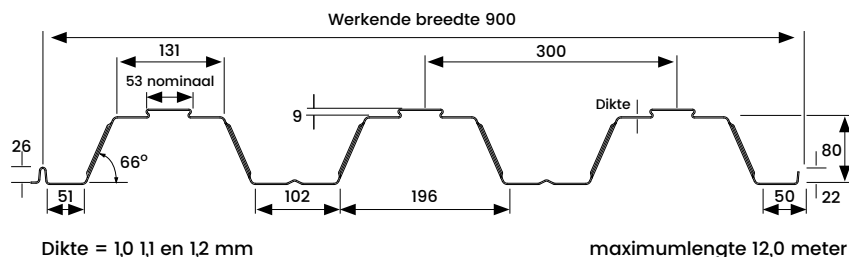 Werkende breedte 900
131
300
53 nominaal
9
Dikte
26
66°
80
51
102
196
50
22
Dikte = 1,0 1,1 en 1,2 mm
maximumlengte 12,0 meter